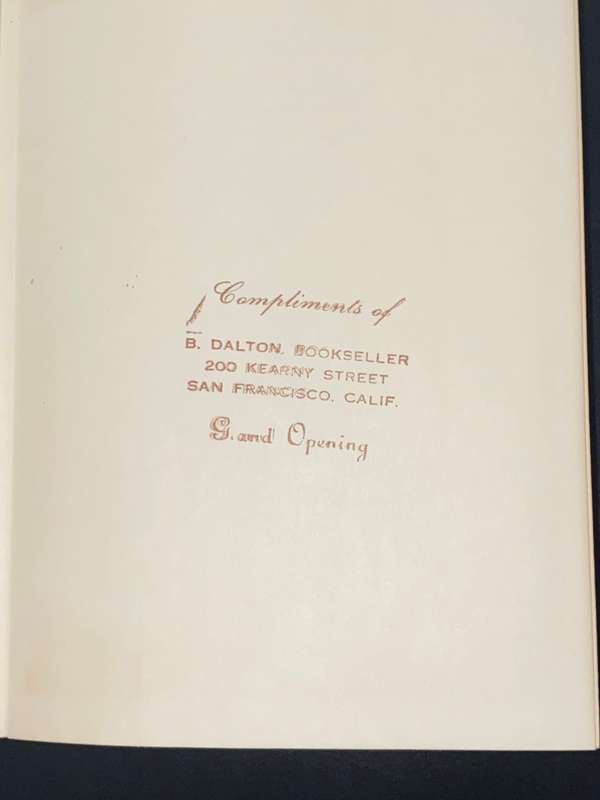 Compliments of
B. DALTON, BOOKSELLER
200 KEARNY STREET
SAN FRANCISCO, CALIF.
Grand Opening